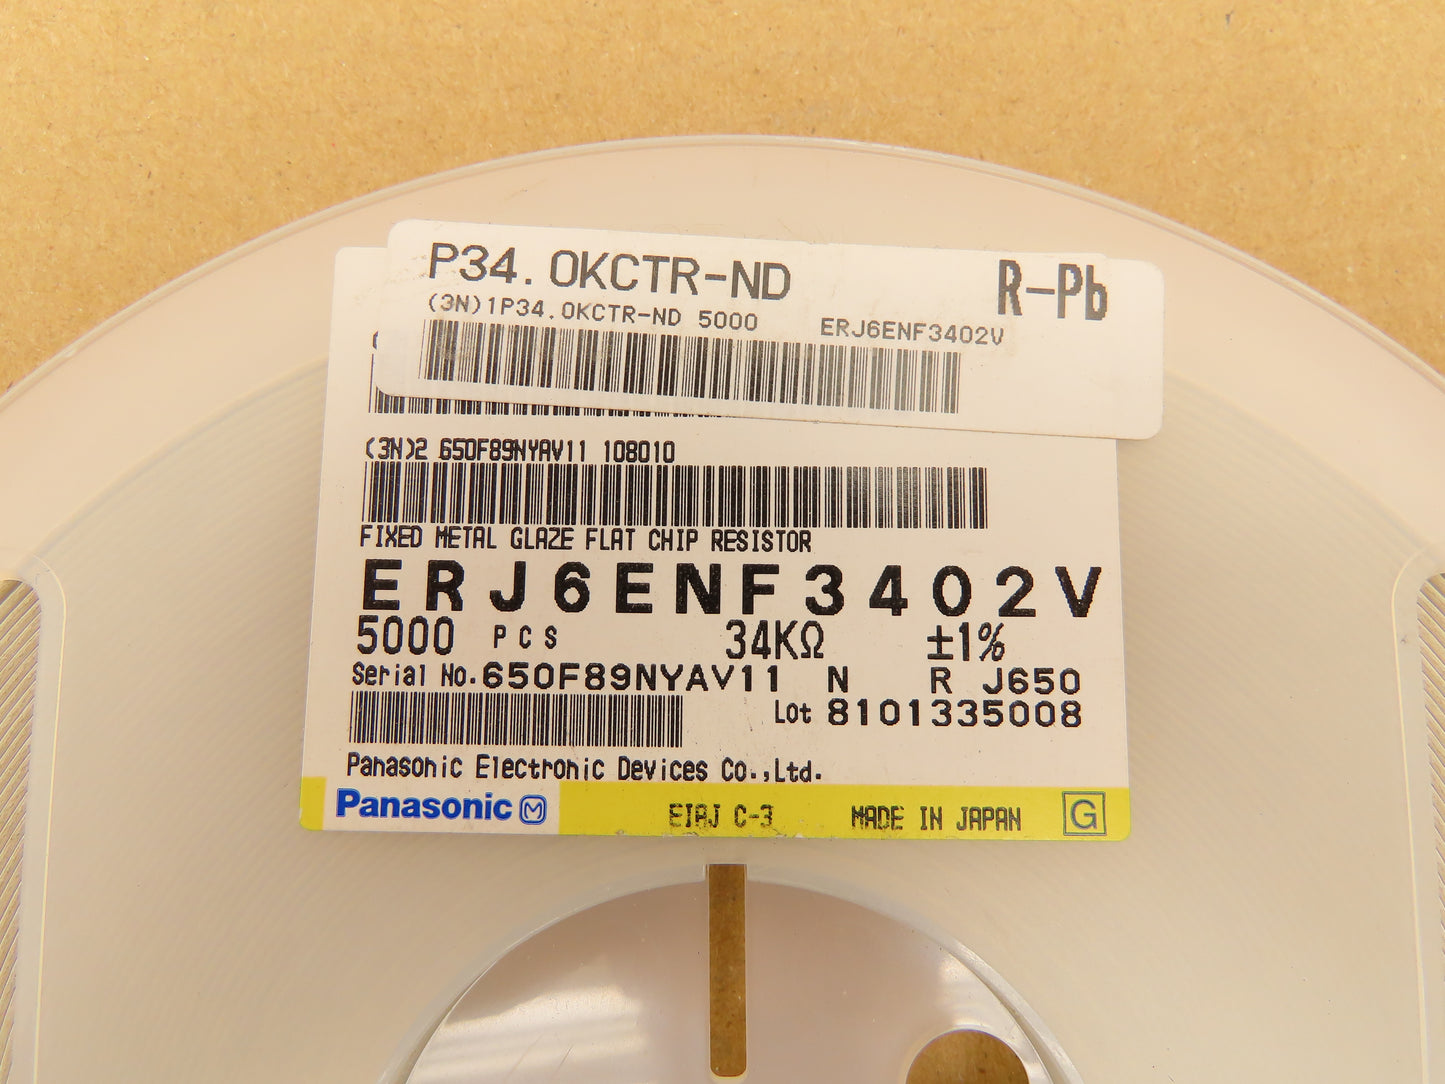 P34.0KCTR-ND R-Pb
(3N)1P34.0KCTR-ND 5000 ERJ6ENF3402V
(3N)2 650F89NYAV11 108010
FIXED METAL GLAZE FLAT CHIP RESISTOR
ERJ6ENF3402V
5000 PCS 34KΩ ±1%
Serial No.650F89NYAV11 N R J650
Lot 8101335008
Panasonic Electronic Devices Co.,Ltd.
Panasonic M EIAJ C-3 MADE IN JAPAN G